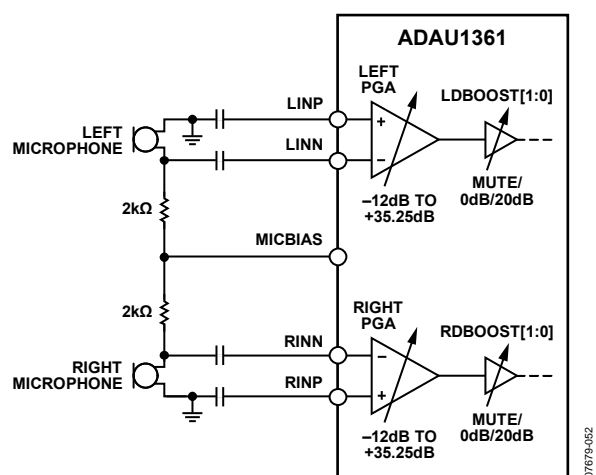 ADAU1361
LEFT
PGA
LDBOOST[1:0]
LINP
LEFT
MICROPHONE
LINN
+
–
MUTE/
0dB/20dB
–12dB TO
+35.25dB
2kΩ
MICBIAS
2kΩ
RIGHT
PGA
RDBOOST[1:0]
RINN
RIGHT
MICROPHONE
RINP
–
+
MUTE/
0dB/20dB
–12dB TO
+35.25dB
07679-052